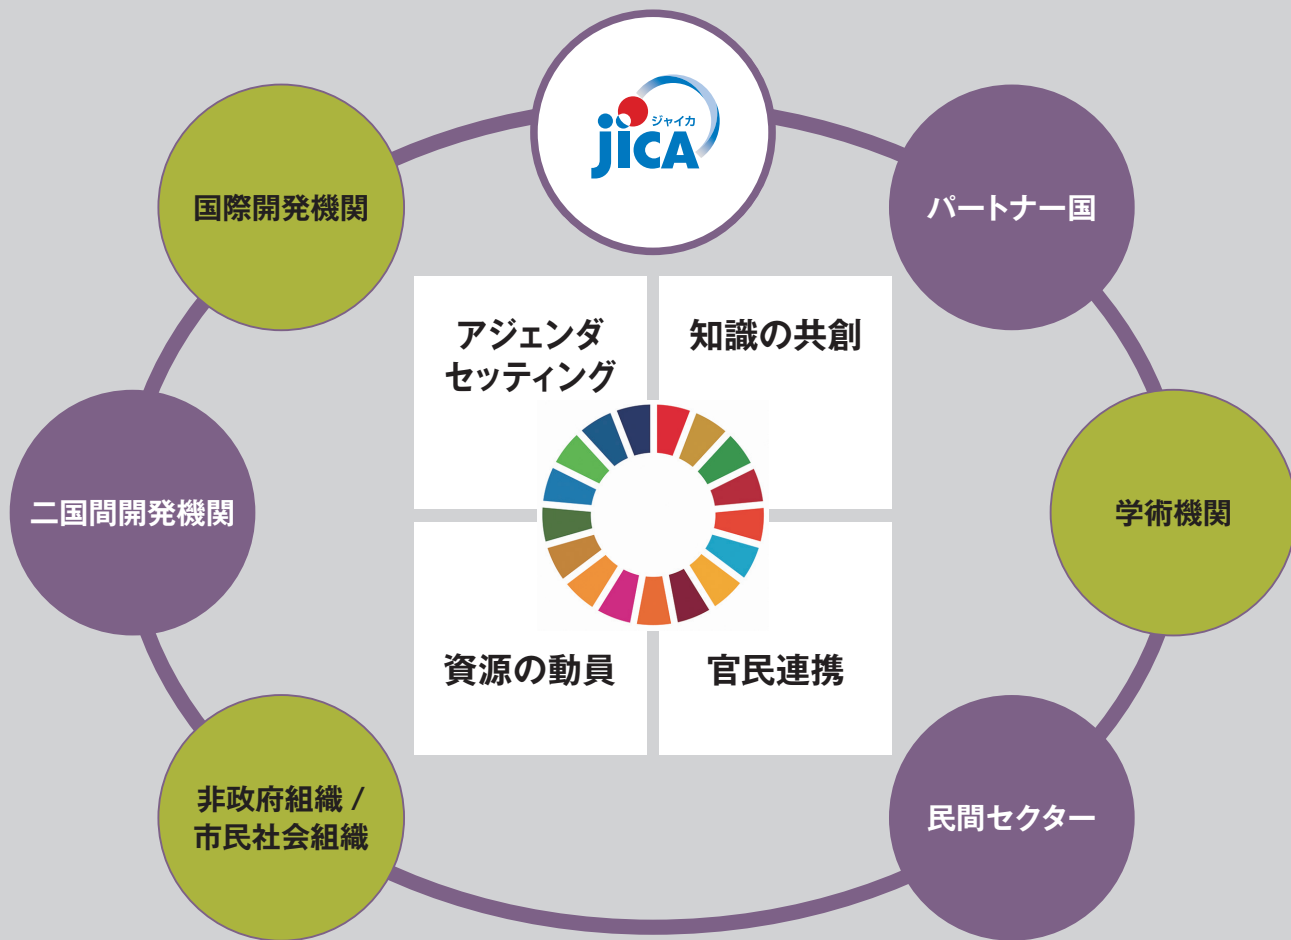 ジャイカ
jICA
国際開発機関
パートナー国
アジェンダ
セッティング
知識の共創
二国間開発機関
学術機関
資源の動員
官民連携
非政府組織 /
市民社会組織
民間セクター